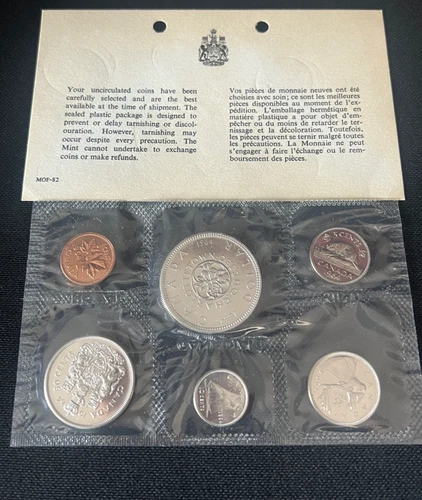 Your uncirculated coins have been
carefully selected and are the best
available at the time of shipment. The
sealed plastic package is designed to
prevent or delay tarnishing or discol-
ouration. However, tarnishing may
occur despite every precaution. The
Mint cannot undertake to exchange
coins or make refunds.
MOF-82
Vos pièces de monnaie neuves ont été
choisies avec soin; ce sont les meilleures
pièces disponibles au moment de l'ex-
pédition. L'emballage hermétique en
matière plastique a pour objet d'em-
pêcher ou du moins de retarder le ter-
nissage et la décoloration. Toutefois,
les pièces peuvent se ternir malgré toutes
les précautions. La Monnaie ne peut
s'engager à faire l'échange ou le rem-
boursement des pièces.
CANADA
DOLLAR
5 CENTS
CANADA